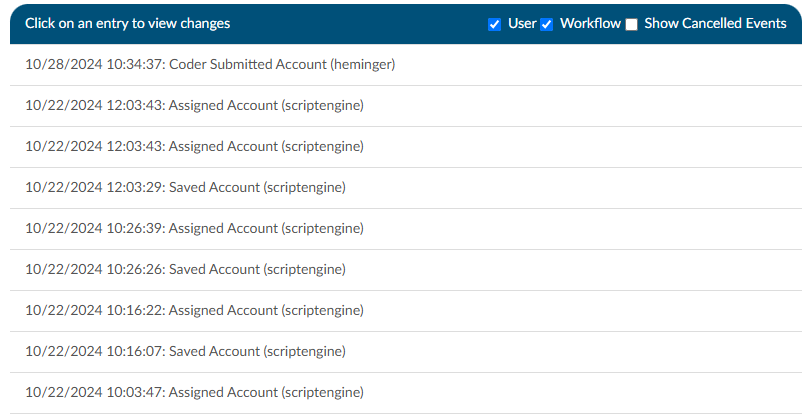 Click on an entry to view changes User Workflow Show Cancelled Events
10/28/2024 10:34:37: Coder Submitted Account (heminger)
10/22/2024 12:03:43: Assigned Account (scriptengine)
10/22/2024 12:03:43: Assigned Account (scriptengine)
10/22/2024 12:03:29: Saved Account (scriptengine)
10/22/2024 10:26:39: Assigned Account (scriptengine)
10/22/2024 10:26:26: Saved Account (scriptengine)
10/22/2024 10:16:22: Assigned Account (scriptengine)
10/22/2024 10:16:07: Saved Account (scriptengine)
10/22/2024 10:03:47: Assigned Account (scriptengine)